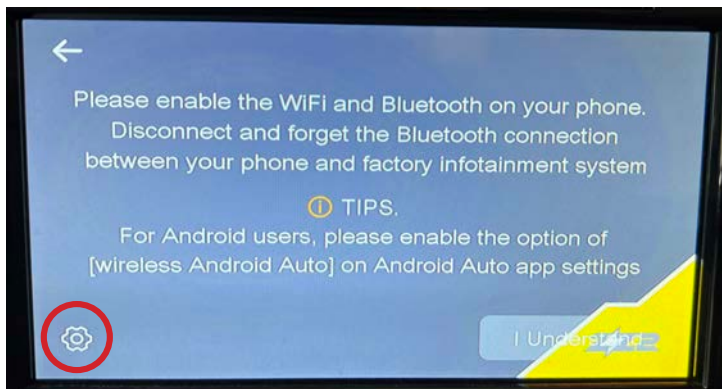 Please enable the WiFi and Bluetooth on your phone.
Disconnect and forget the Bluetooth connection
between your phone and factory infotainment system
TIPS.
For Android users, please enable the option of
[wireless Android Auto] on Android Auto app settings
I Understand